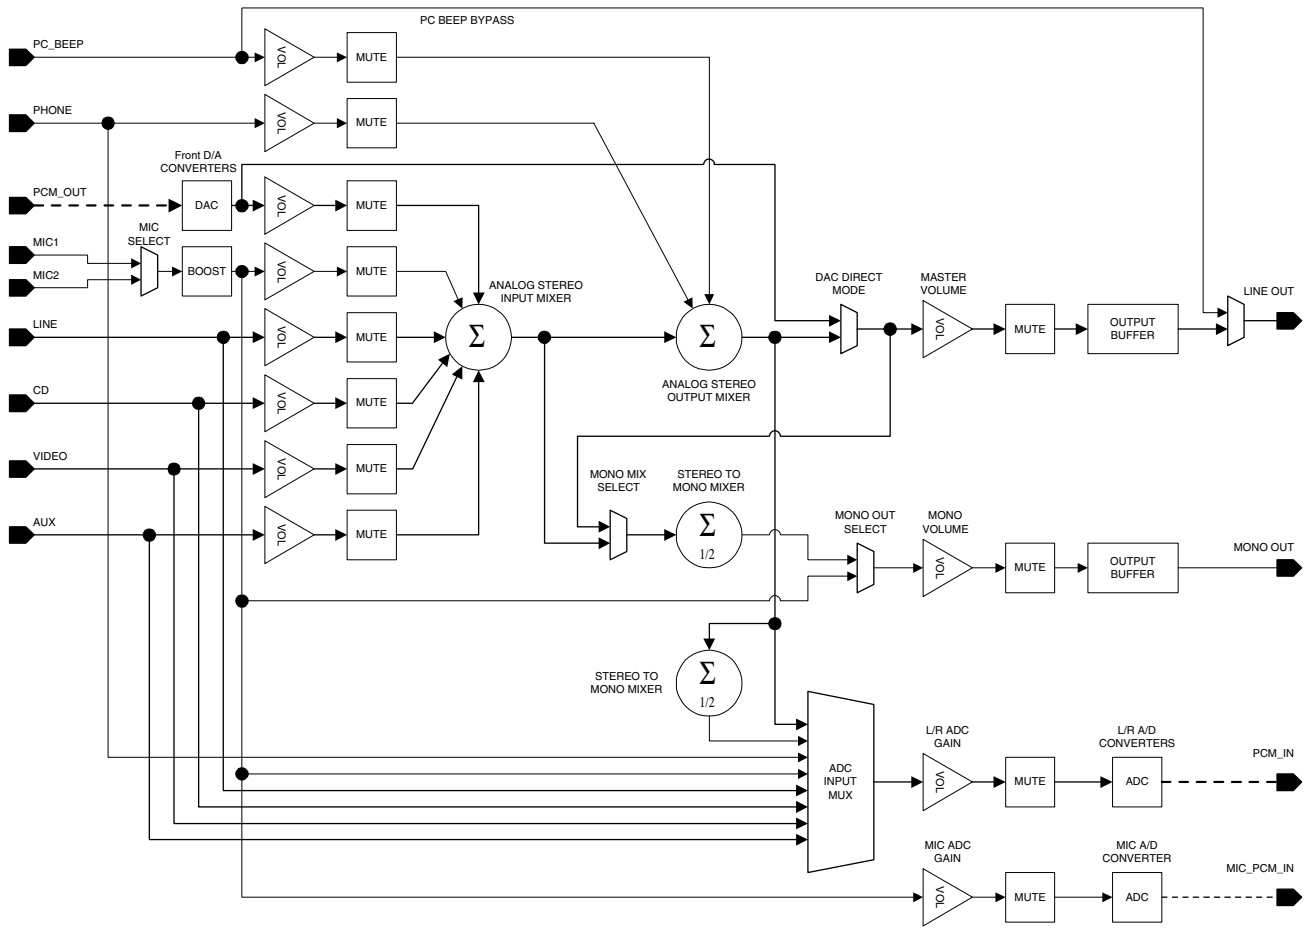 PC BEEP BYPASS
PC_BEEP
VOL
MUTE
PHONE
VOL
MUTE
Front D/A
CONVERTERS
PCM_OUT
DAC
VOL
MUTE
MIC
SELECT
MIC1
MIC2
BOOST
VOL
MUTE
ANALOG STEREO
INPUT MIXER
DAC DIRECT
MODE
MASTER
VOLUME
LINE OUT
LINE
VOL
MUTE
Σ
Σ
VOL
MUTE
OUTPUT
BUFFER
ANALOG STEREO
OUTPUT MIXER
CD
VOL
MUTE
VIDEO
VOL
MUTE
MONO MIX
SELECT
STEREO TO
MONO MIXER
AUX
VOL
MUTE
Σ
1/2
MONO OUT
SELECT
MONO
VOLUME
MONO OUT
VOL
MUTE
OUTPUT
BUFFER
STEREO TO
MONO MIXER
Σ
1/2
ADC
INPUT
MUX
L/R ADC
GAIN
L/R A/D
CONVERTERS
PCM_IN
VOL
MUTE
ADC
MIC ADC
GAIN
MIC A/D
CONVERTER
MIC_PCM_IN
VOL
MUTE
ADC